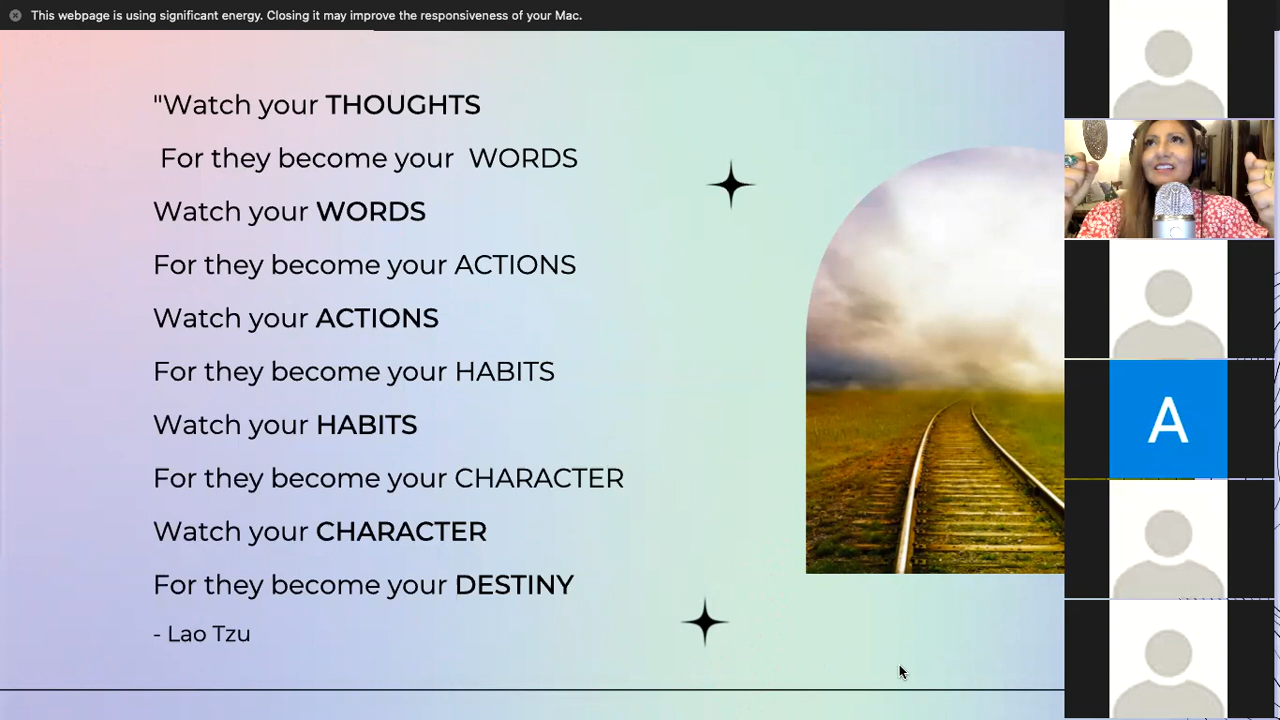 This webpage is using significant energy. Closing it may improve the responsiveness of your Mac.
"Watch your THOUGHTS
For they become your WORDS
Watch your WORDS
For they become your ACTIONS
Watch your ACTIONS
For they become your HABITS
Watch your HABITS
For they become your CHARACTER
Watch your CHARACTER
For they become your DESTINY
- Lao Tzu
A